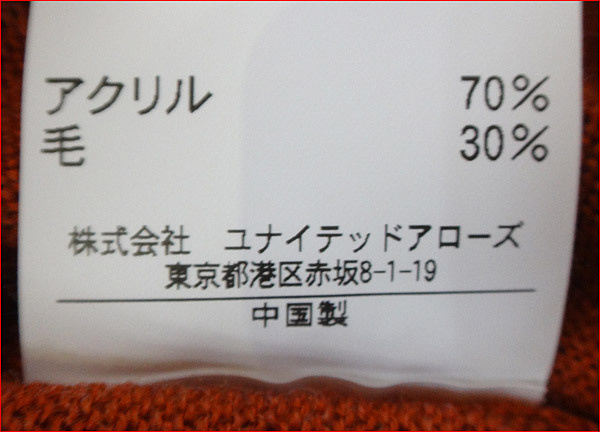 アクリル 70%
毛 30%
株式会社 ユナイテッドアローズ
東京都港区赤坂8-1-19
中国製